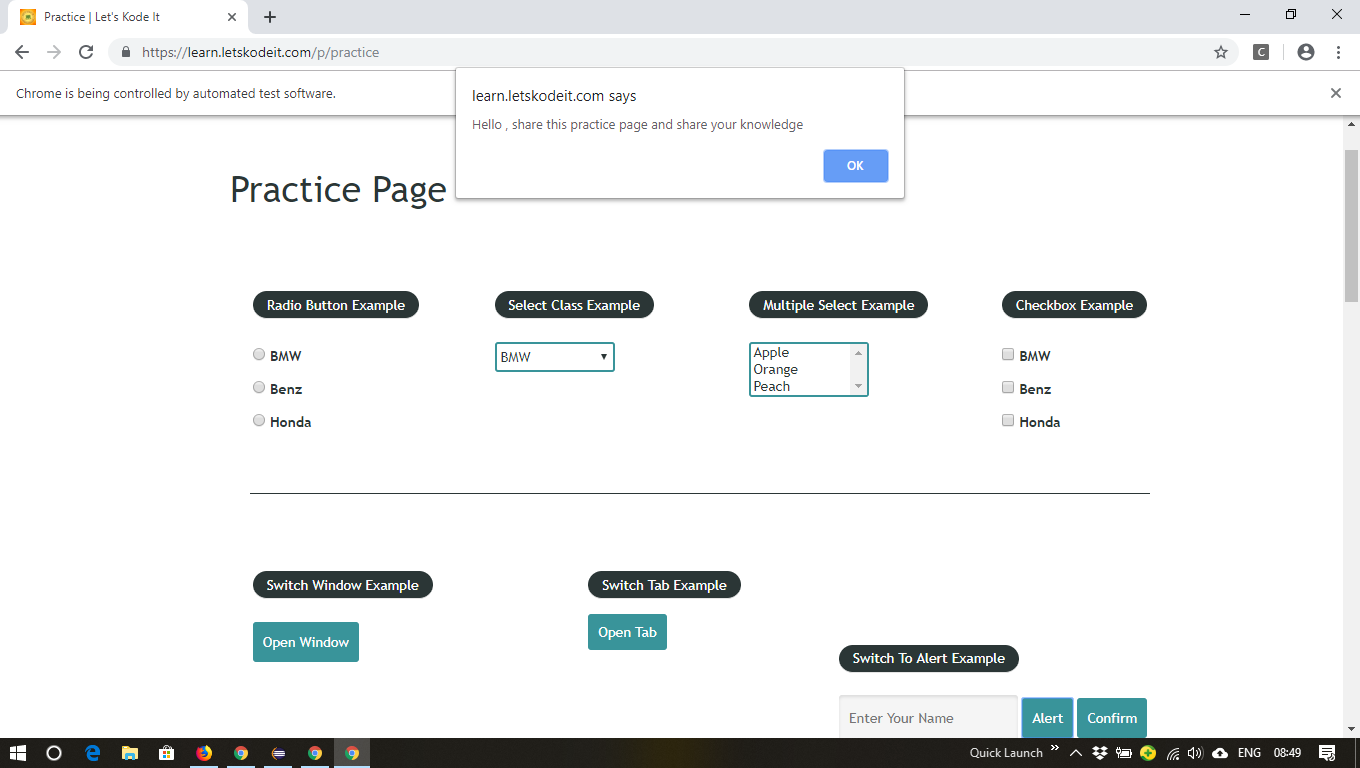 Practice | Let's Kode It
https://learn.letskodeit.com/p/practice
C
Chrome is being controlled by automated test software.
learn.letskodeit.com says
Hello , share this practice page and share your knowledge
OK
Practice Page
Radio Button Example
Select Class Example
Multiple Select Example
Checkbox Example
BMW
Benz
Honda
BMW
Apple
Orange
Peach
BMW
Benz
Honda
Switch Window Example
Switch Tab Example
Open Window
Open Tab
Switch To Alert Example
Enter Your Name
Alert
Confirm
Quick Launch
ENG
08:49